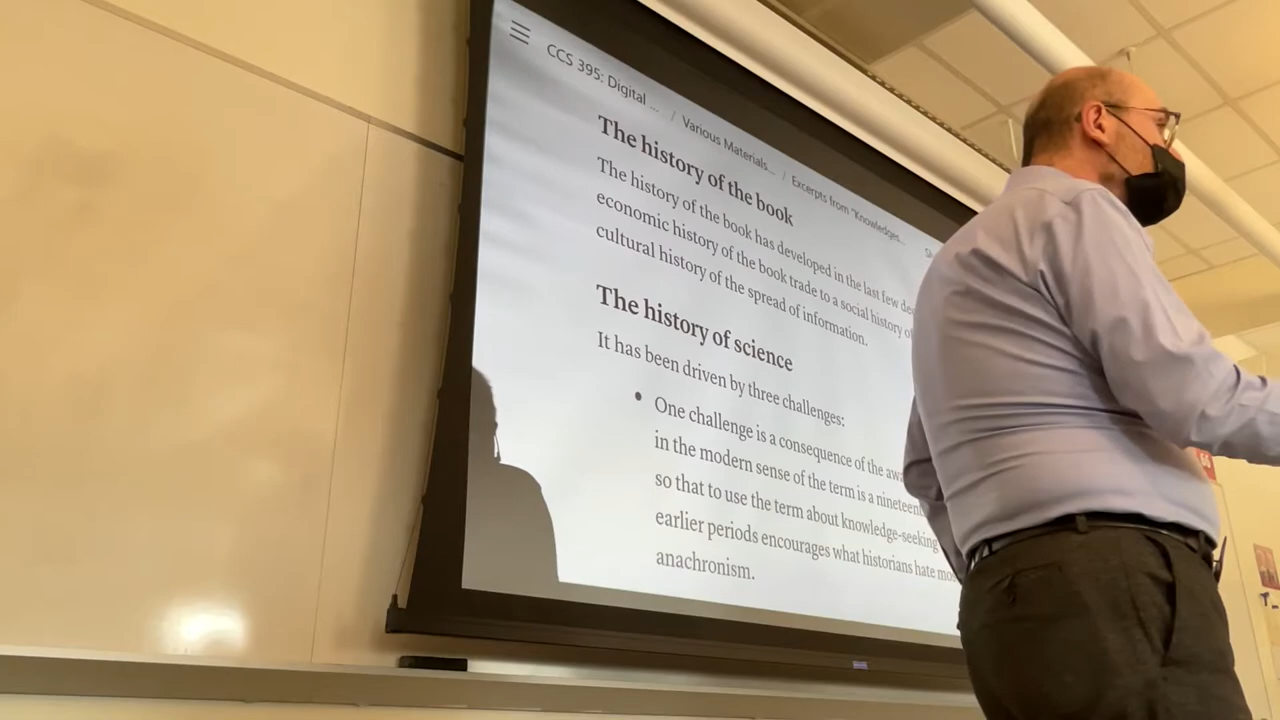 CCS 395: Digital ... / Various Materials... / Excerpts from "Knowledges...
The history of the book
The history of the book has developed in the last few
economic history of the book trade to a social history
cultural history of the spread of information.
The history of science
It has been driven by three challenges:
• One challenge is a consequence of the
in the modern sense of the term is a
so that to use the term about knowledge-seeking
earlier periods encourages what historians hate
anachronism.